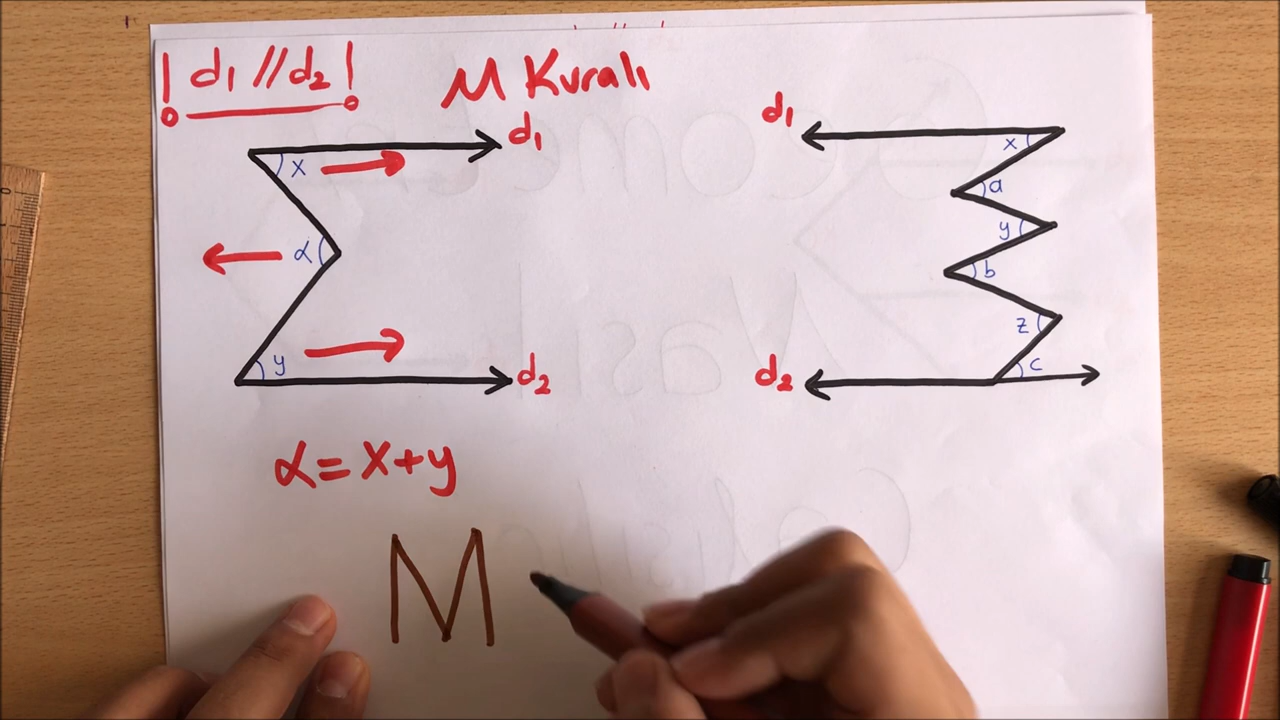 ! d₁ // d₂ !
M Kuralı
d₁
x
α
y
d₂
d₁
x
a
y
b
z
c
d₂
α = x + y
M